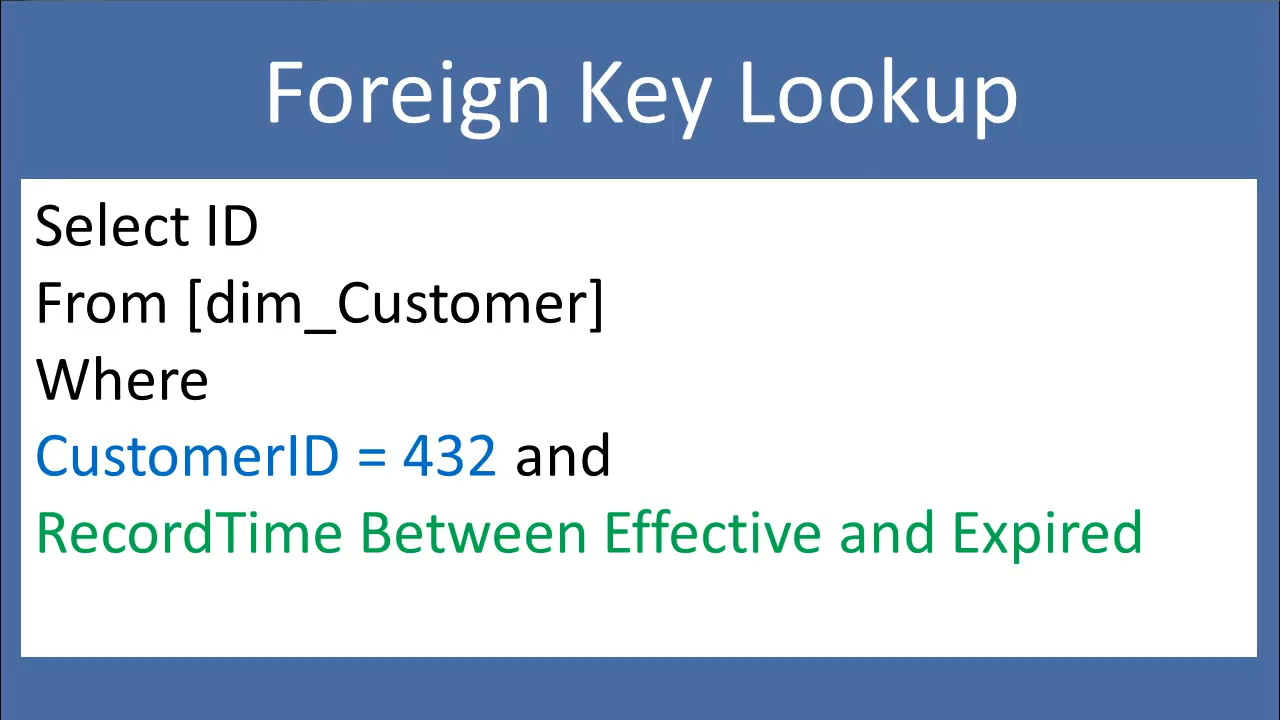 Foreign Key Lookup
Select ID
From [dim_Customer]
Where
CustomerID = 432 and
RecordTime Between Effective and Expired